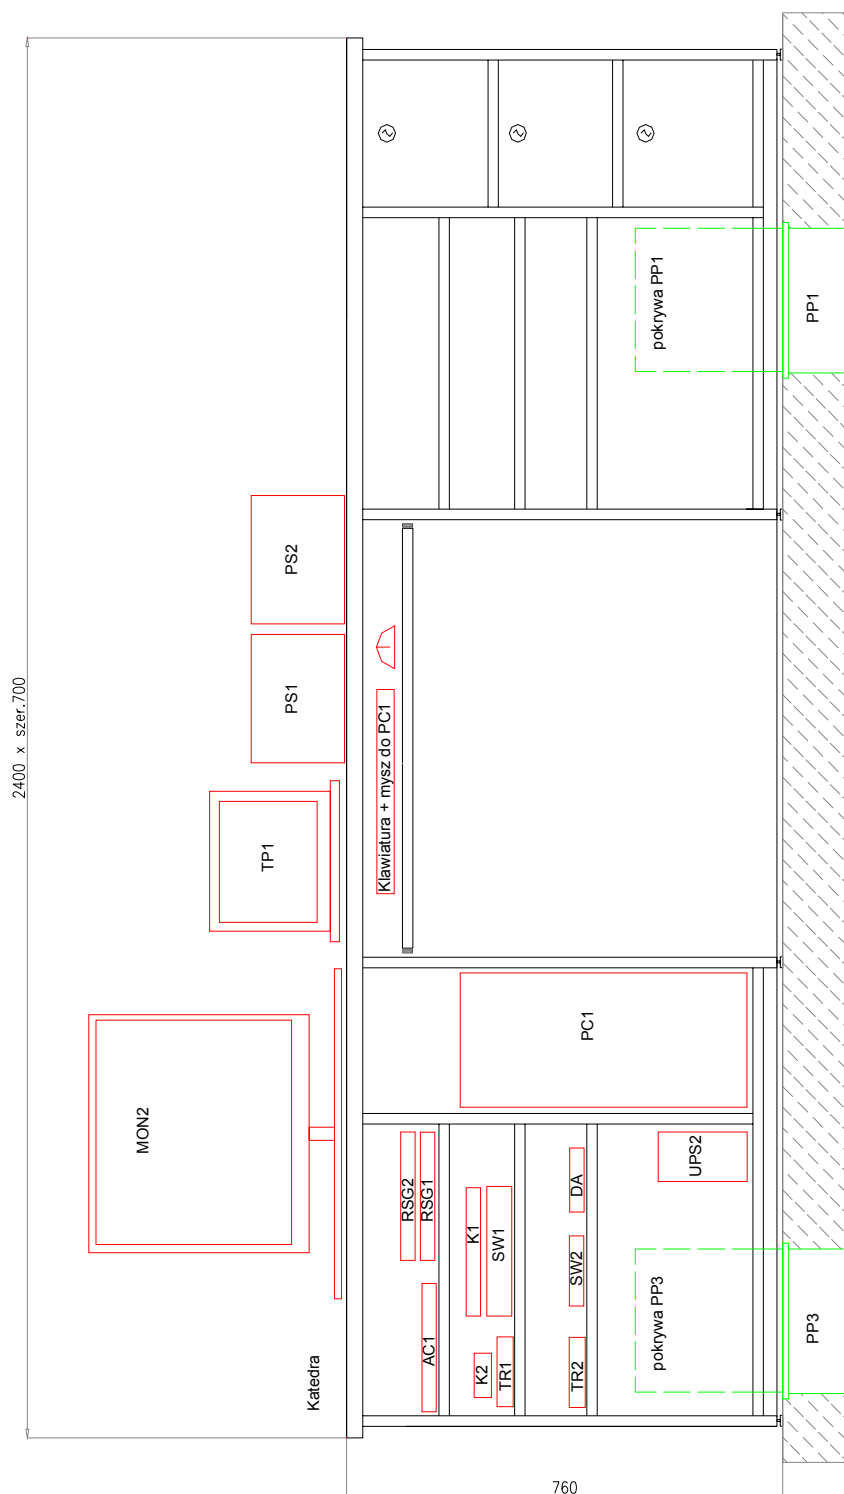 2400 x szer.700
MON2
TP1
PS1
PS2
Katedra
Klawiatura + mysz do PC1
RSG2
RSG1
AC1
K1
SW1
K2
TR1
PC1
DA
SW2
TR2
UPS2
pokrywa PP3
pokrywa PP1
PP3
PP1
760